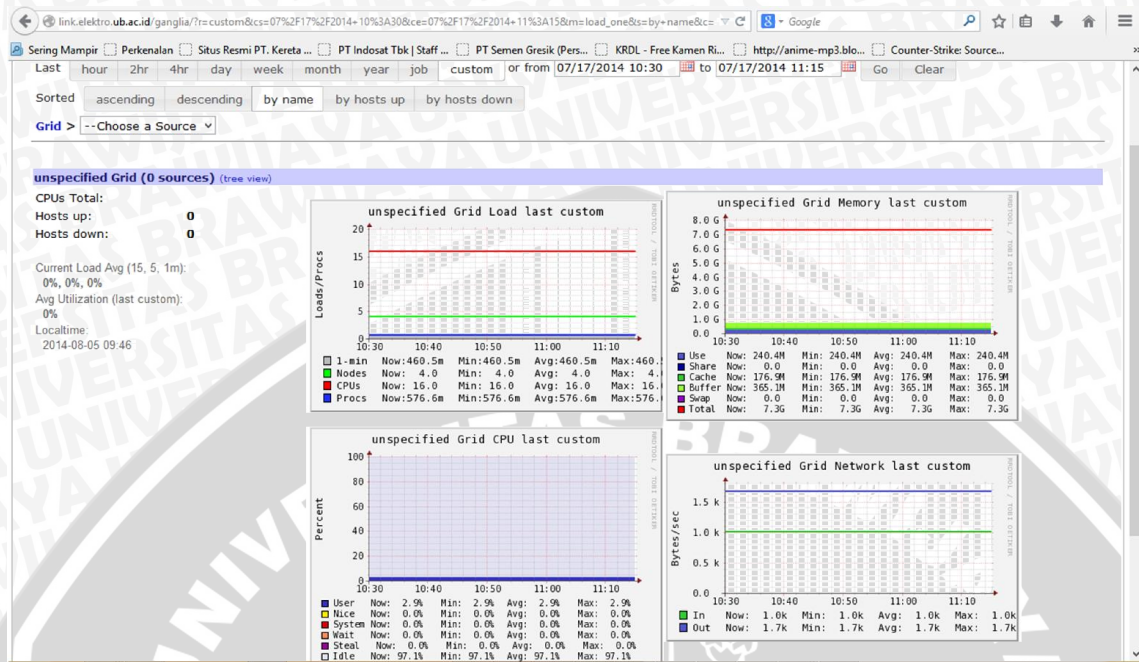 link.elektro.ub.ac.id/ganglia/?r=custom&cs=07%2F17%2F2014+10%3A30&ce=07%2F17%2F2014+11%3A15&m=load_one&s=by+name&c= Google
Sering Mampir Perkenalan Situs Resmi PT. Kereta ... PT Indosat Tbk | Staff ... PT Semen Gresik (Pers... KRDL - Free Kamen Ri... http://anime-mp3.blo... Counter-Strike: Source...
Last hour 2hr 4hr day week month year job custom or from 07/17/2014 10:30 to 07/17/2014 11:15 Go Clear
Sorted ascending descending by name by hosts up by hosts down
Grid > --Choose a Source
unspecified Grid (0 sources) (tree view)
CPUs Total:
Hosts up: 0
Hosts down: 0
Current Load Avg (15, 5, 1m):
0%, 0%, 0%
Avg Utilization (last custom):
0%
Localtime:
2014-08-05 09:46
unspecified Grid Load last custom
RRDTOOL / TOBI OETIKER
Loads/Procs
20
15
10
5
0
10:30 10:40 10:50 11:00 11:10
1-min Now:460.5m Min:460.5m Avg:460.5m Max:460.
Nodes Now: 4.0 Min: 4.0 Avg: 4.0 Max: 4.
CPUs Now: 16.0 Min: 16.0 Avg: 16.0 Max: 16.
Procs Now:576.6m Min:576.6m Avg:576.6m Max:576.
unspecified Grid Memory last custom
RRDTOOL / TOBI OETIKER
Bytes
8.0 G
7.0 G
6.0 G
5.0 G
4.0 G
3.0 G
2.0 G
1.0 G
0.0
10:30 10:40 10:50 11:00 11:10
Use Now: 240.4M Min: 240.4M Avg: 240.4M Max: 240.4M
Share Now: 0.0 Min: 0.0 Avg: 0.0 Max: 0.0
Cache Now: 176.9M Min: 176.9M Avg: 176.9M Max: 176.9M
Buffer Now: 365.1M Min: 365.1M Avg: 365.1M Max: 365.1M
Swap Now: 0.0 Min: 0.0 Avg: 0.0 Max: 0.0
Total Now: 7.3G Min: 7.3G Avg: 7.3G Max: 7.3G
unspecified Grid CPU last custom
RRDTOOL / TOBI OETIKER
Percent
100
80
60
40
20
0
10:30 10:40 10:50 11:00 11:10
User Now: 2.9% Min: 2.9% Avg: 2.9% Max: 2.9%
Nice Now: 0.0% Min: 0.0% Avg: 0.0% Max: 0.0%
System Now: 0.0% Min: 0.0% Avg: 0.0% Max: 0.0%
Wait Now: 0.0% Min: 0.0% Avg: 0.0% Max: 0.0%
Steal Now: 0.0% Min: 0.0% Avg: 0.0% Max: 0.0%
Idle Now: 97.1% Min: 97.1% Avg: 97.1% Max: 97.1%
unspecified Grid Network last custom
RRDTOOL / TOBI OETIKER
Bytes/sec
1.5 k
1.0 k
0.5 k
0.0
10:30 10:40 10:50 11:00 11:10
In Now: 1.0k Min: 1.0k Avg: 1.0k Max: 1.0k
Out Now: 1.7k Min: 1.7k Avg: 1.7k Max: 1.7k